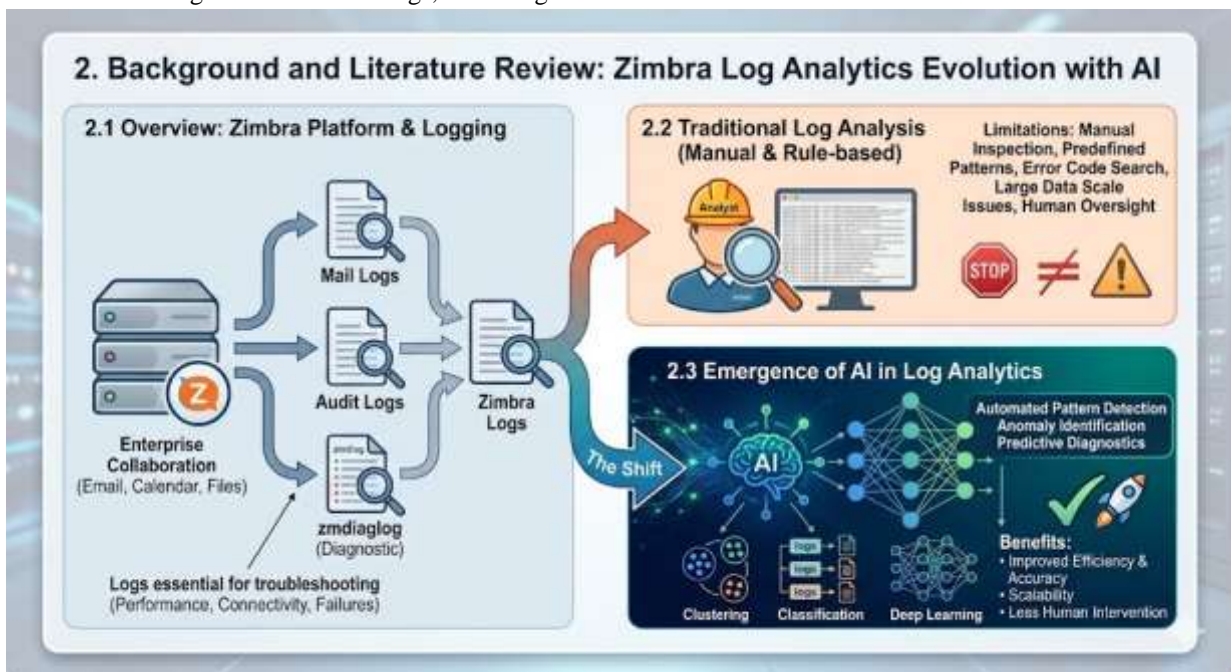 2. Background and Literature Review: Zimbra Log Analytics Evolution with AI
2.1 Overview: Zimbra Platform & Logging
Z
Enterprise
Collaboration
(Email, Calendar, Files)
Mail Logs
Audit Logs
zmdiaglog
(Diagnostic)
Zimbra
Logs
Logs essential for troubleshooting
(Performance, Connectivity, Failures)
2.2 Traditional Log Analysis
(Manual & Rule-based)
Analyst
Limitations: Manual
Inspection, Predefined
Patterns, Error Code Search,
Large Data Scale
Issues, Human Oversight
STOP
≠
!
The Shift
2.3 Emergence of AI in Log Analytics
AI
Automated Pattern Detection
Anomaly Identification
Predictive Diagnostics
logs
logs
logs
Clustering
Classification
Deep Learning
Benefits:
• Improved Efficiency &
Accuracy
• Scalability
• Less Human Intervention